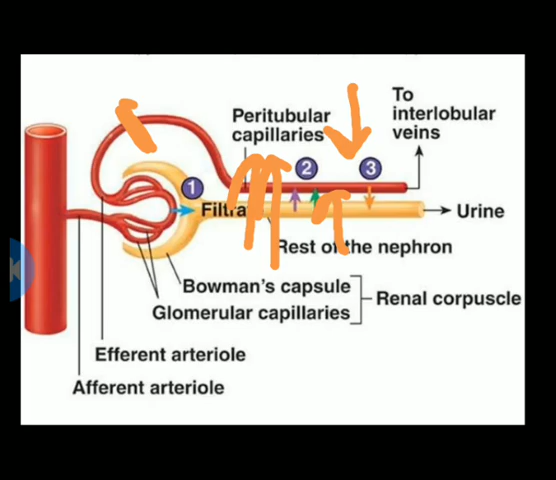 Peritubular
capillaries
To
interlobular
veins
2
3
1
Urine
Rest of the nephron
Bowman's capsule
Glomerular capillaries
Renal corpuscle
Efferent arteriole
Afferent arteriole